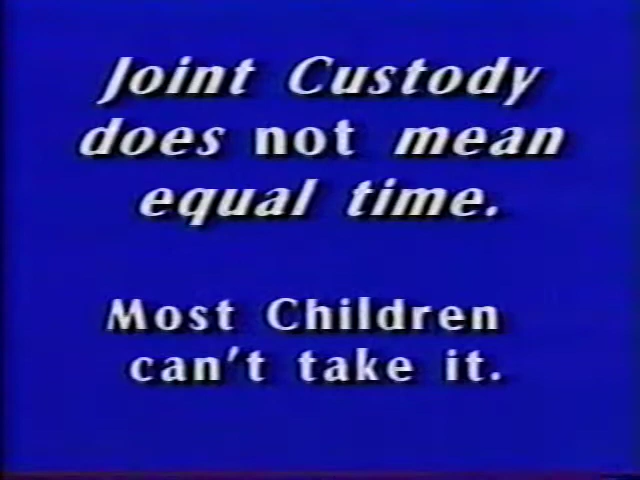 Joint Custody
does not mean
equal time.
Most Children
can't take it.